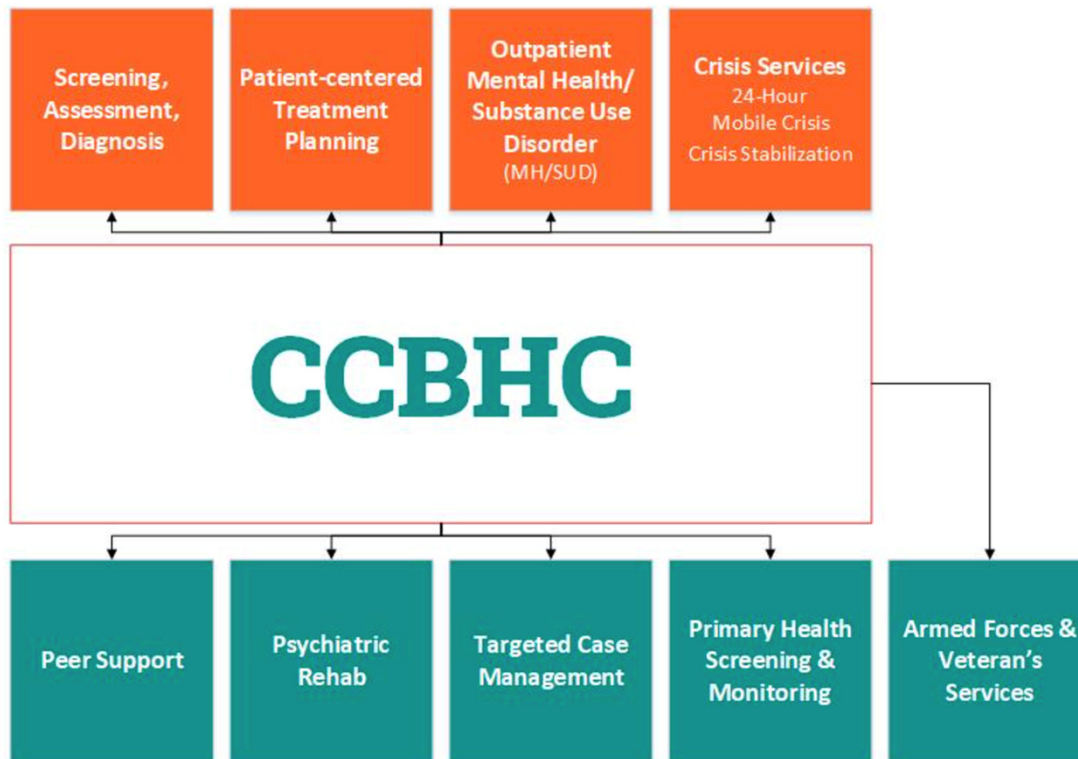 Screening,
Assessment,
Diagnosis
Patient-centered
Treatment
Planning
Outpatient
Mental Health/
Substance Use
Disorder
(MH/SUD)
Crisis Services
24-Hour
Mobile Crisis
Crisis Stabilization
CCBHC
Peer Support
Psychiatric
Rehab
Targeted Case
Management
Primary Health
Screening &
Monitoring
Armed Forces &
Veteran's
Services